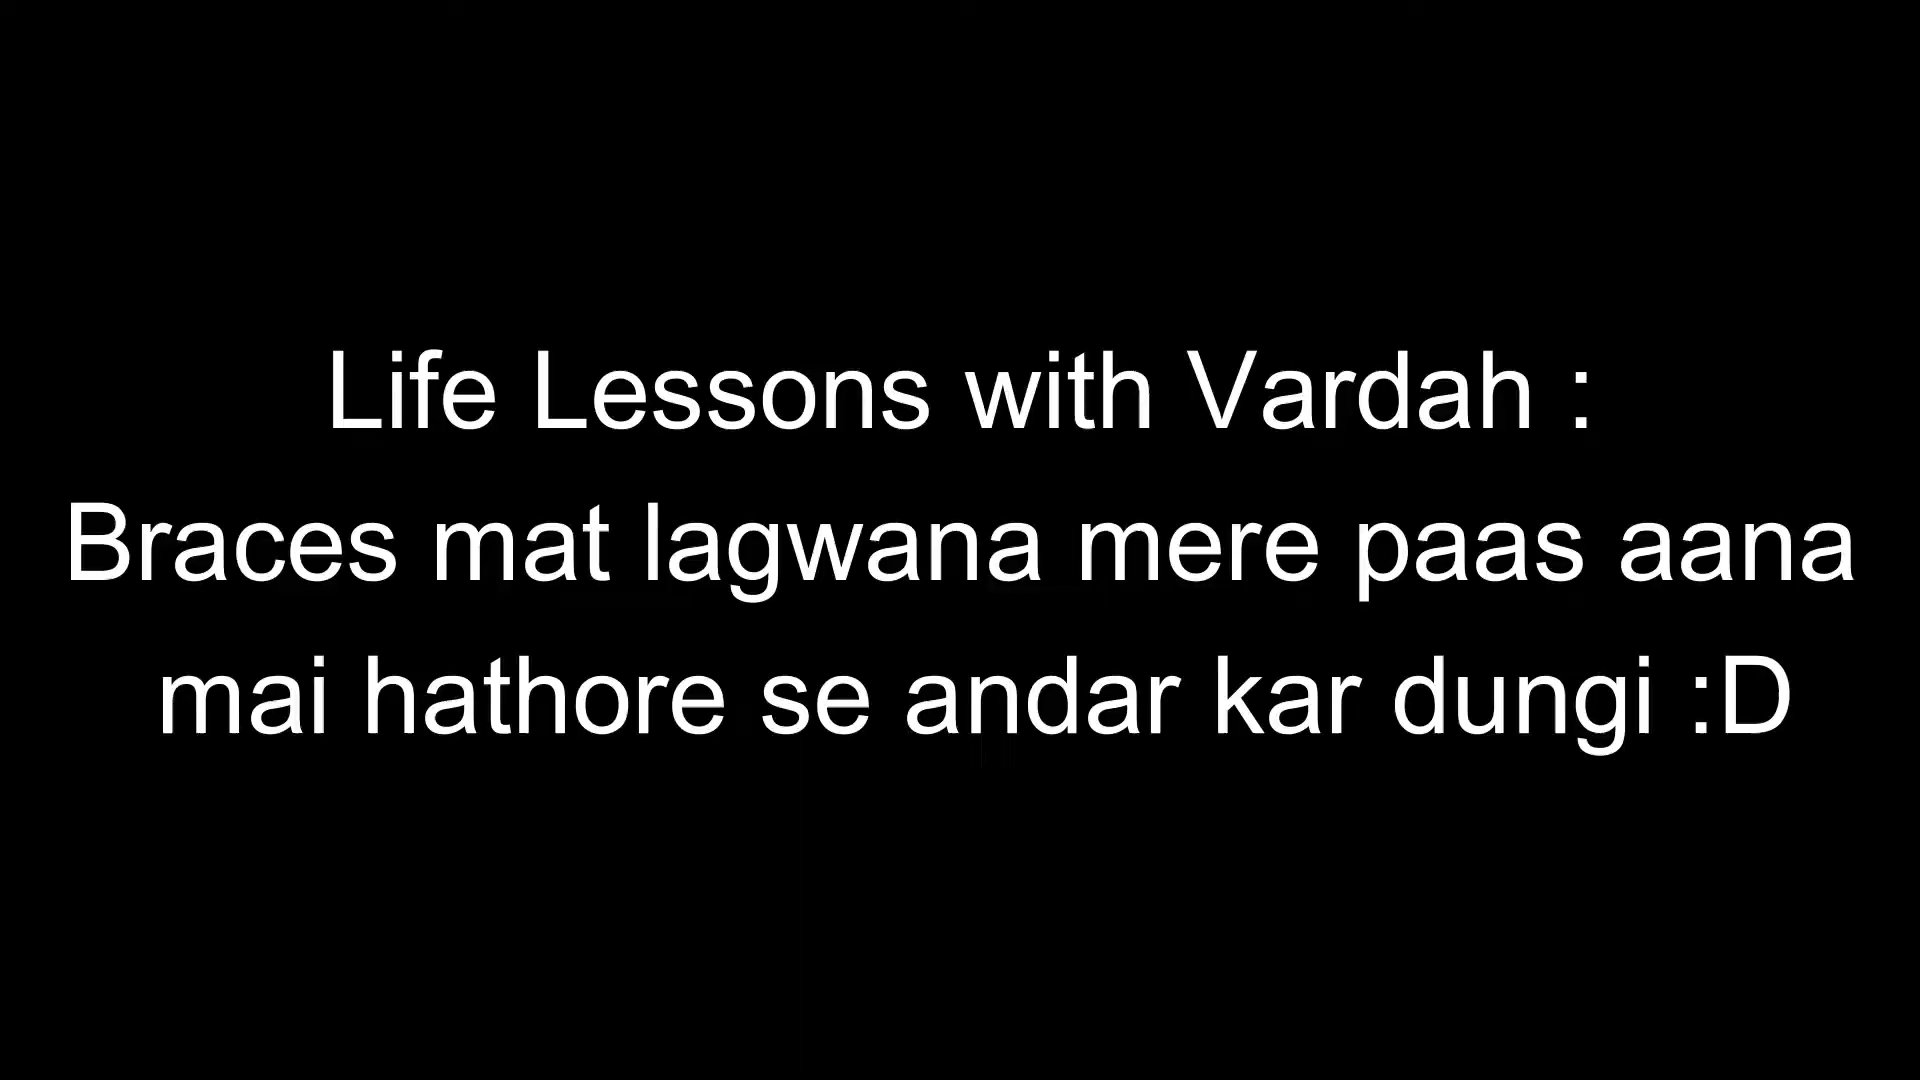 Life Lessons with Vardah :
Braces mat lagwana mere paas aana
mai hathore se andar kar dungi :D